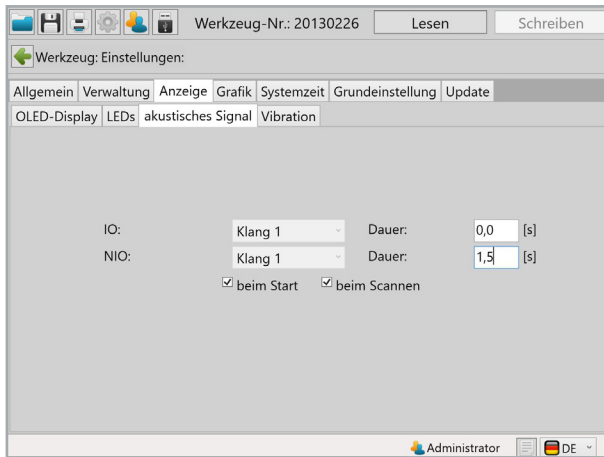 Werkzeug-Nr.: 20130226 Lesen Schreiben
Werkzeug: Einstellungen:
Allgemein Verwaltung Anzeige Grafik Systemzeit Grundeinstellung Update
OLED-Display LEDs akustisches Signal Vibration
IO: Klang 1 Dauer: 0,0 [s]
NIO: Klang 1 Dauer: 1,5 [s]
beim Start beim Scannen
Administrator DE